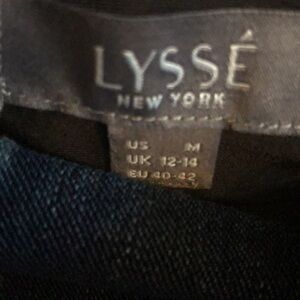 LYSSÉ
NEW YORK
US M
UK 12-14
EU 40-42